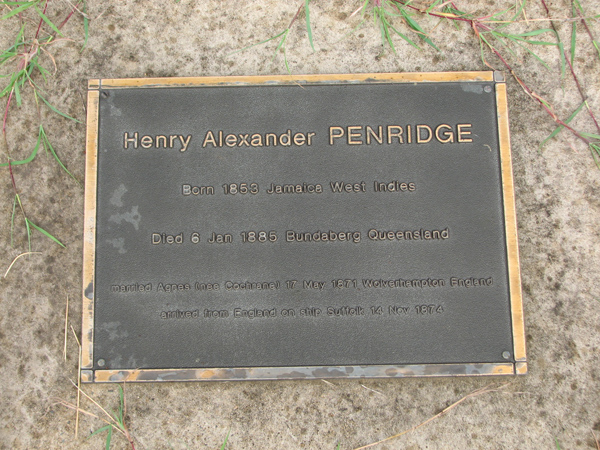 Henry Alexander PENRIDGE
Born 1853 Jamaica West Indies
Died 6 Jan 1885 Bundaberg Queensland
married Agnes (nee Cochrane) 17 May 1871 Wolverhampton England
arrived from England on ship Suffolk 14 Nov 1874